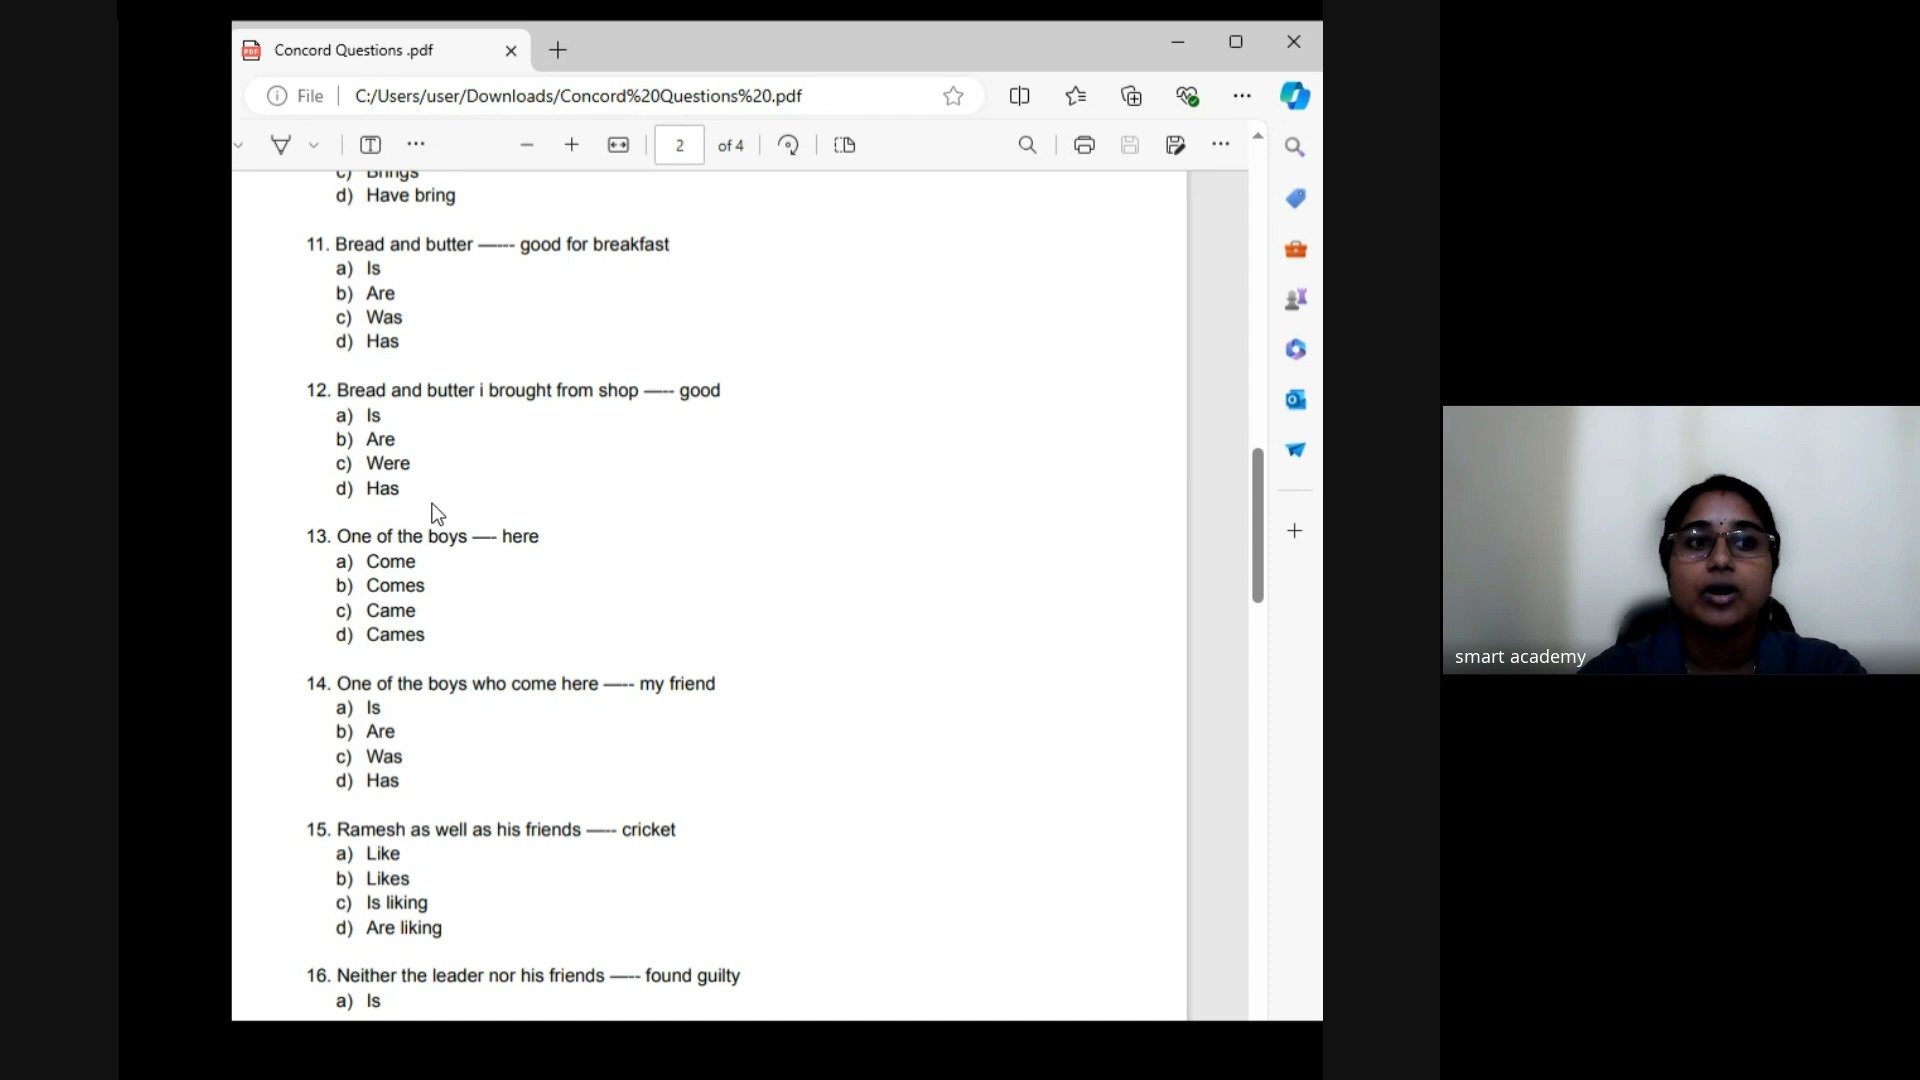 Concord Questions .pdf
File
C:/Users/user/Downloads/Concord%20Questions%20.pdf
2 of 4
c) Brings
d) Have bring
11. Bread and butter —--- good for breakfast
a) Is
b) Are
c) Was
d) Has
12. Bread and butter i brought from shop —-- good
a) Is
b) Are
c) Were
d) Has
13. One of the boys —- here
a) Come
b) Comes
c) Came
d) Cames
14. One of the boys who come here —-- my friend
a) Is
b) Are
c) Was
d) Has
15. Ramesh as well as his friends —-- cricket
a) Like
b) Likes
c) Is liking
d) Are liking
16. Neither the leader nor his friends —-- found guilty
a) Is
smart academy